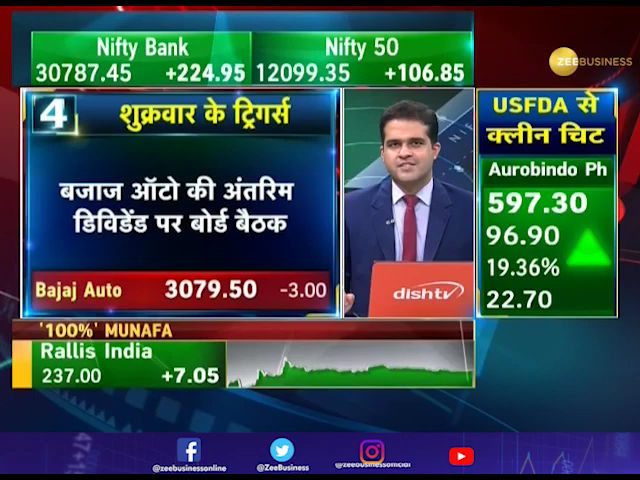 Nifty Bank
30787.45 +224.95
Nifty 50
12099.35 +106.85
ZEEBUSINESS
4 शुक्रवार के ट्रिगर्स
बजाज ऑटो की अंतरिम
डिविडेंड पर बोर्ड बैठक
Bajaj Auto 3079.50 -3.00
dishtv
USFDA से
क्लीन चिट
Aurobindo Ph
597.30
96.90
19.36%
22.70
'100%' MUNAFA
Rallis India
237.00 +7.05
@zeebusinessonline
@ZeeBusiness
@zeebusinessofficial